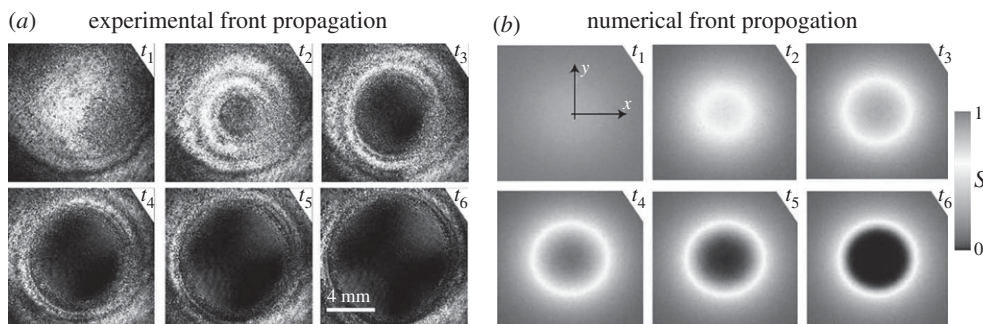 (a) experimental front propagation
t1
t2
t3
t4
t5
t6
4 mm
(b) numerical front propogation
t1
y
x
t2
t3
t4
t5
t6
1
S
0